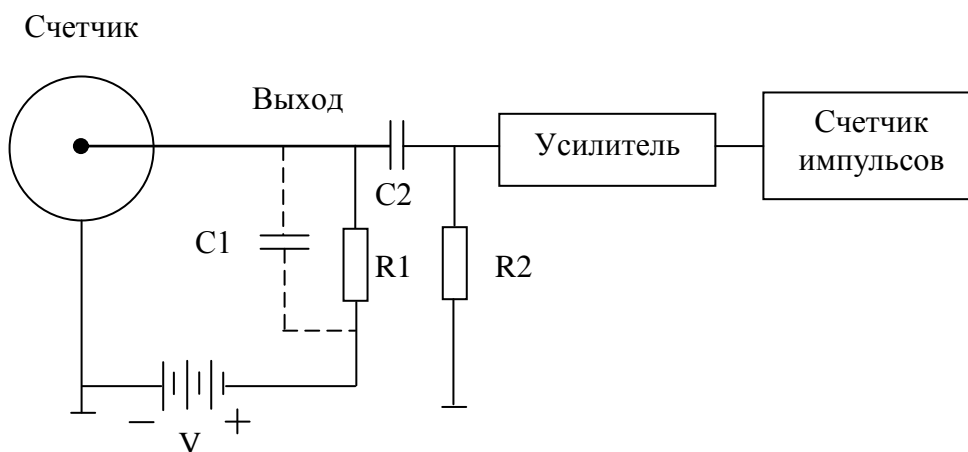 Счетчик
Выход
Усилитель
Счетчик
импульсов
C2
C1
R1
R2
V